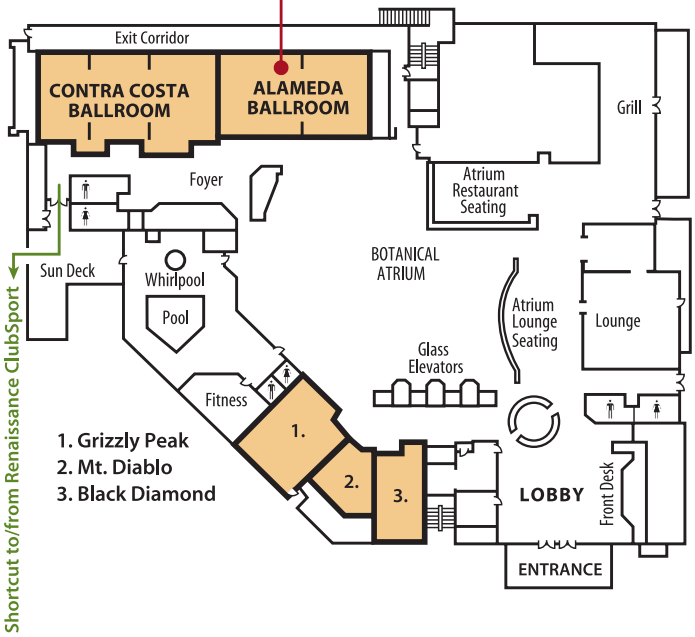 Exit Corridor
CONTRA COSTA
BALLROOM
ALAMEDA
BALLROOM
Grill
Foyer
Atrium
Restaurant
Seating
BOTANICAL
ATRIUM
Sun Deck
Whirlpool
Pool
Atrium
Lounge
Seating
Lounge
Glass
Elevators
Fitness
1.
2.
3.
1. Grizzly Peak
2. Mt. Diablo
3. Black Diamond
LOBBY
Front Desk
ENTRANCE
Shortcut to/from Renaissance ClubSport